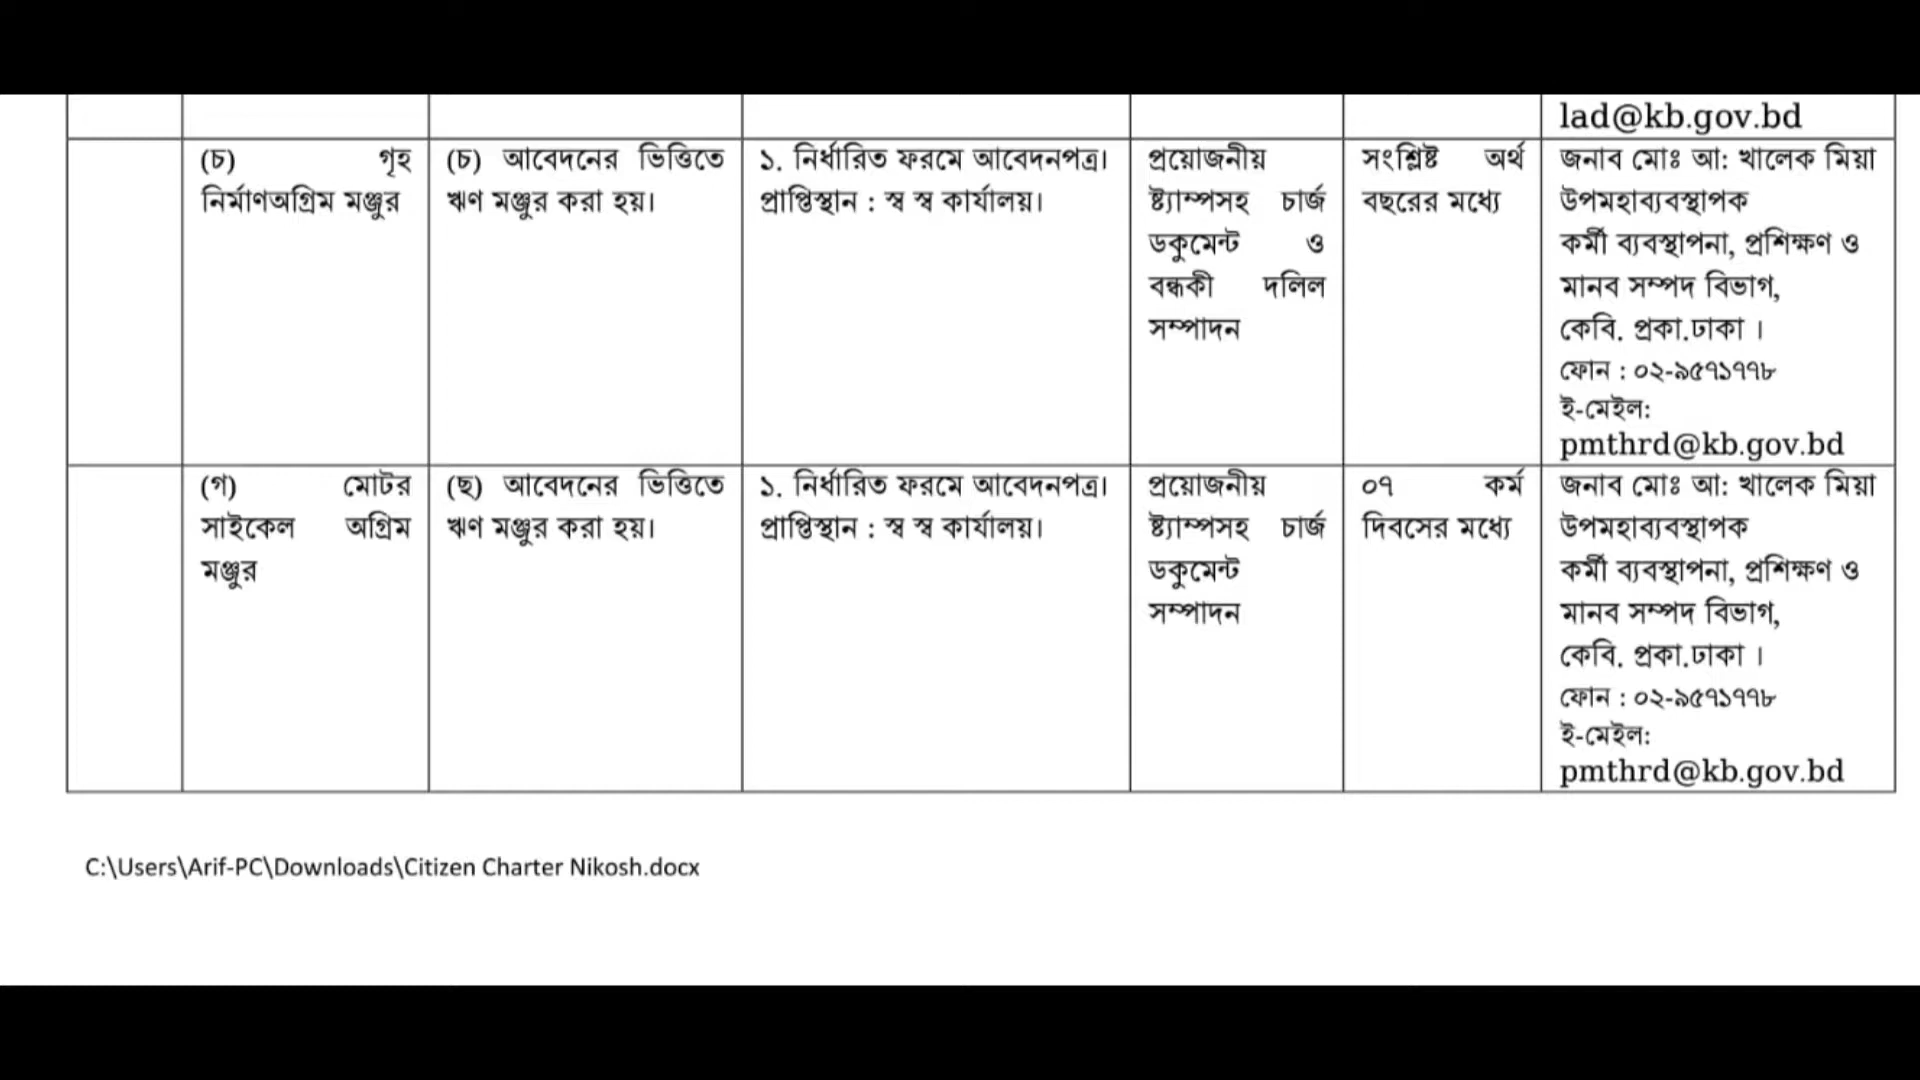 lad@kb.gov.bd
(চ) গৃহ
নির্মাণঅগ্রিম মঞ্জুর
(চ) আবেদনের ভিত্তিতে
ঋণ মঞ্জুর করা হয়।
১. নির্ধারিত ফরমে আবেদনপত্র।
প্রাপ্তিস্থান : স্ব স্ব কার্যালয়।
প্রয়োজনীয়
ষ্ট্যাম্পসহ চার্জ
ডকুমেন্ট ও
বন্ধকী দলিল
সম্পাদন
সংশ্লিষ্ট অর্থ
বছরের মধ্যে
জনাব মোঃ আ: খালেক মিয়া
উপমহাব্যবস্থাপক
কর্মী ব্যবস্থাপনা, প্রশিক্ষণ ও
মানব সম্পদ বিভাগ,
কেবি. প্রকা.ঢাকা ।
ফোন : ০২-৯৫৭১৭৭৮
ই-মেইল:
pmthrd@kb.gov.bd
(গ) মোটর
সাইকেল অগ্রিম
মঞ্জুর
(ছ) আবেদনের ভিত্তিতে
ঋণ মঞ্জুর করা হয়।
১. নির্ধারিত ফরমে আবেদনপত্র।
প্রাপ্তিস্থান : স্ব স্ব কার্যালয়।
প্রয়োজনীয়
ষ্ট্যাম্পসহ চার্জ
ডকুমেন্ট
সম্পাদন
০৭ কর্ম
দিবসের মধ্যে
জনাব মোঃ আ: খালেক মিয়া
উপমহাব্যবস্থাপক
কর্মী ব্যবস্থাপনা, প্রশিক্ষণ ও
মানব সম্পদ বিভাগ,
কেবি. প্রকা.ঢাকা ।
ফোন : ০২-৯৫৭১৭৭৮
ই-মেইল:
pmthrd@kb.gov.bd
C:\Users\Arif-PC\Downloads\Citizen Charter Nikosh.docx